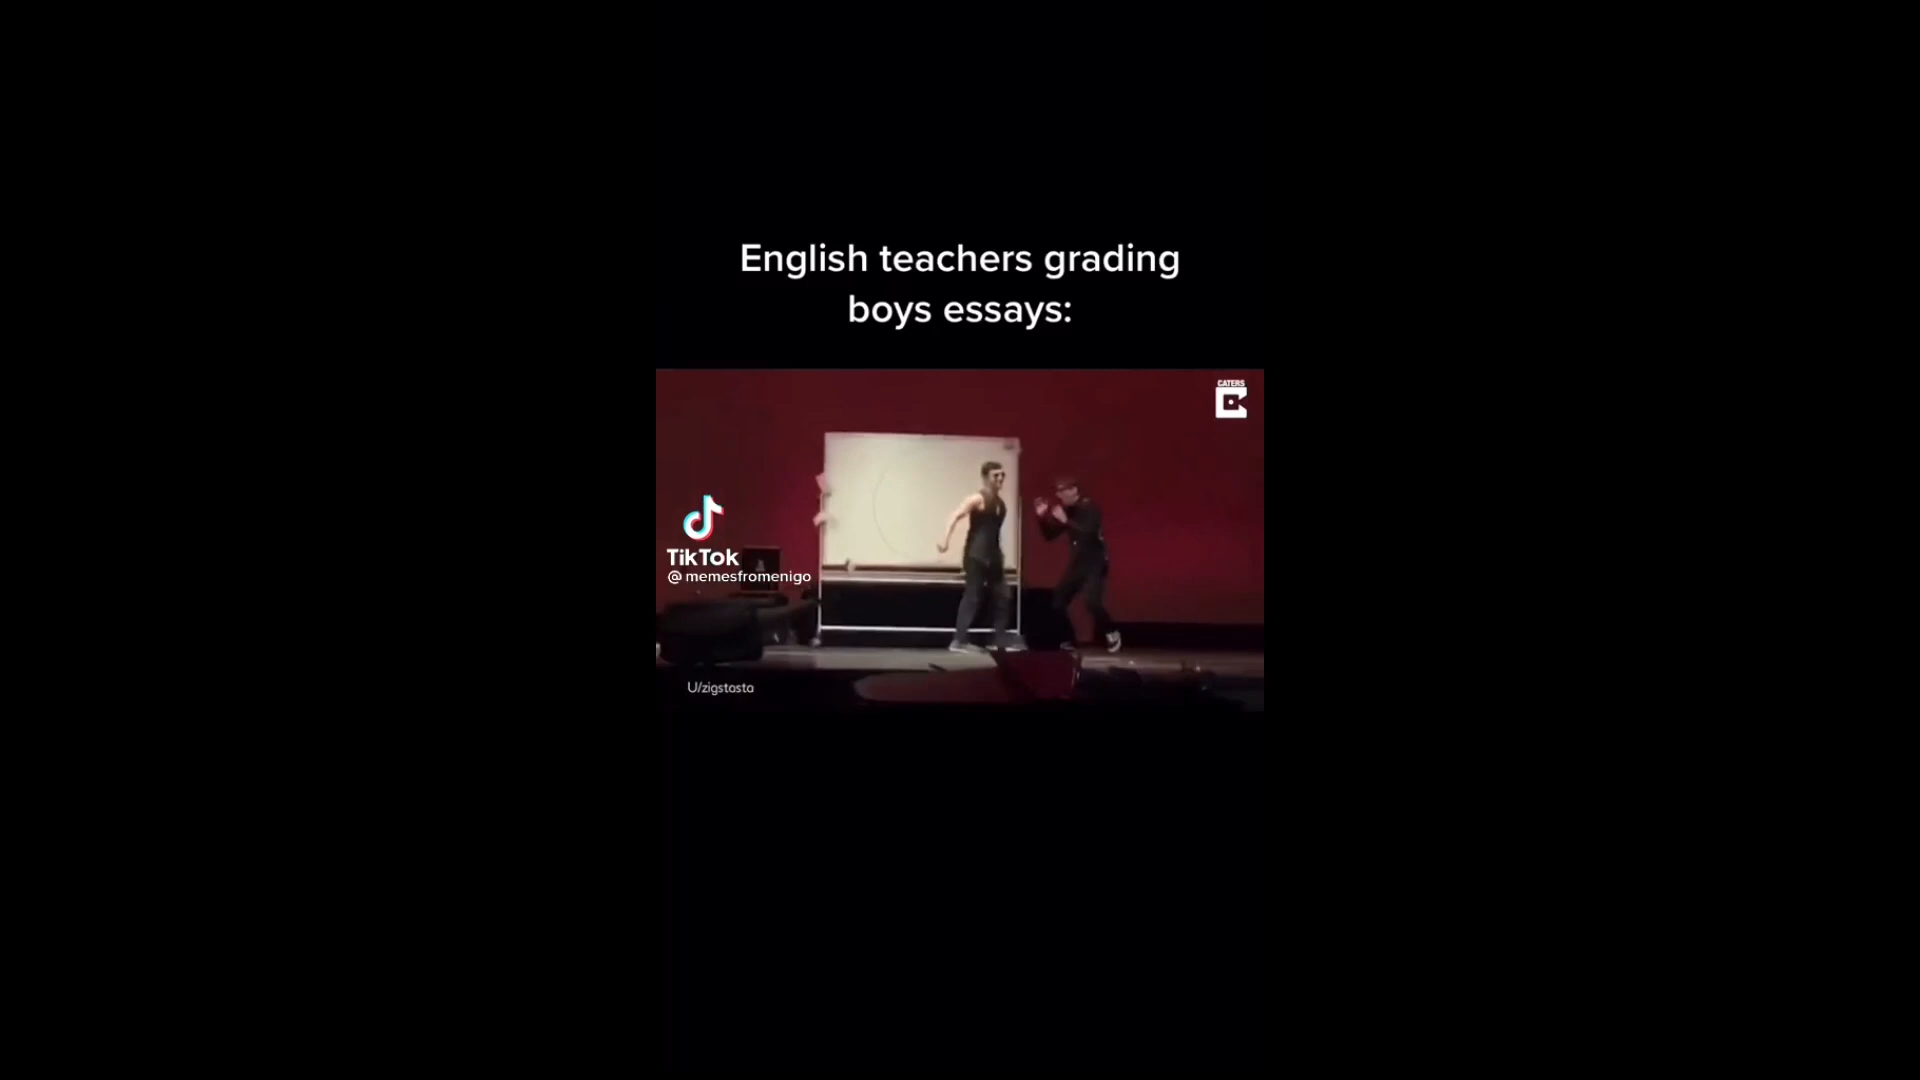 English teachers grading
boys essays:
CATERS
TikTok
@memesfromenigo
U/zigstasta